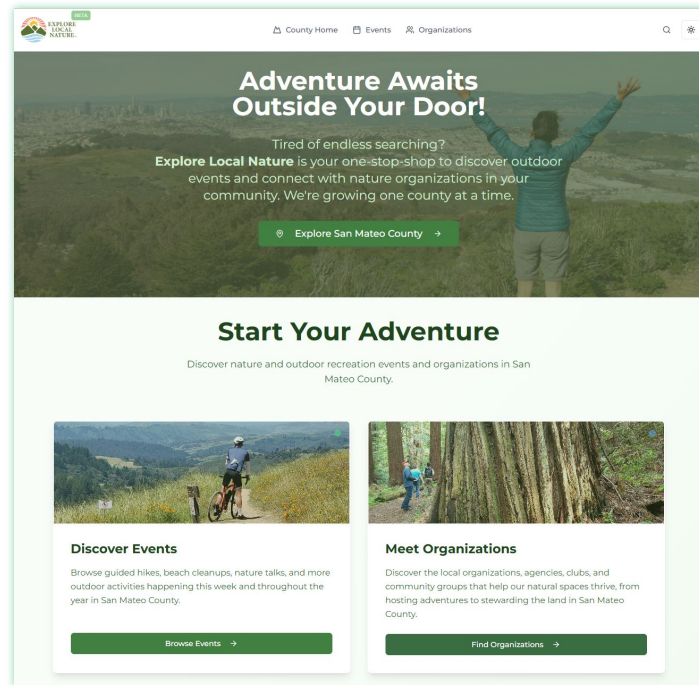 EXPLORE
LOCAL
NATURE
BETA
County Home Events Organizations
Adventure Awaits
Outside Your Door!
Tired of endless searching?
Explore Local Nature is your one-stop-shop to discover outdoor
events and connect with nature organizations in your
community. We're growing one county at a time.
Explore San Mateo County →
Start Your Adventure
Discover nature and outdoor recreation events and organizations in San
Mateo County.
Discover Events
Browse guided hikes, beach cleanups, nature talks, and more
outdoor activities happening this week and throughout the
year in San Mateo County.
Browse Events →
Meet Organizations
Discover the local organizations, agencies, clubs, and
community groups that help our natural spaces thrive, from
hosting adventures to stewarding the land in San Mateo
County.
Find Organizations →